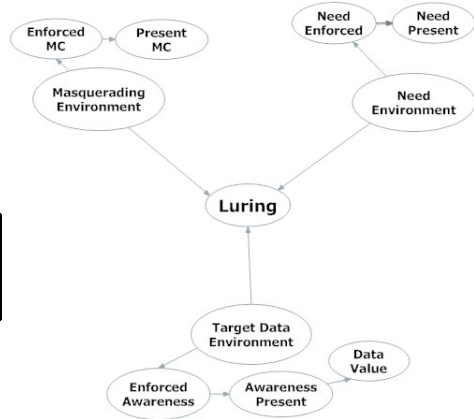 Enforced
MC
Present
MC
Need
Enforced
Need
Present
Masquerading
Environment
Need
Environment
Luring
Target Data
Environment
Data
Value
Enforced
Awareness
Awareness
Present